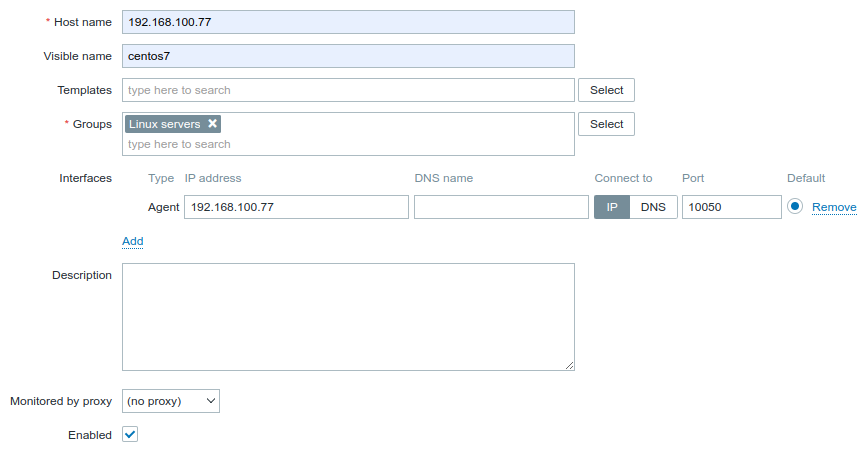 * Host name 192.168.100.77
Visible name centos7
Templates type here to search Select
* Groups Linux servers Select
type here to search
Interfaces Type IP address DNS name Connect to Port Default
Agent 192.168.100.77 IP DNS 10050 Remove
Add
Description
Monitored by proxy (no proxy)
Enabled